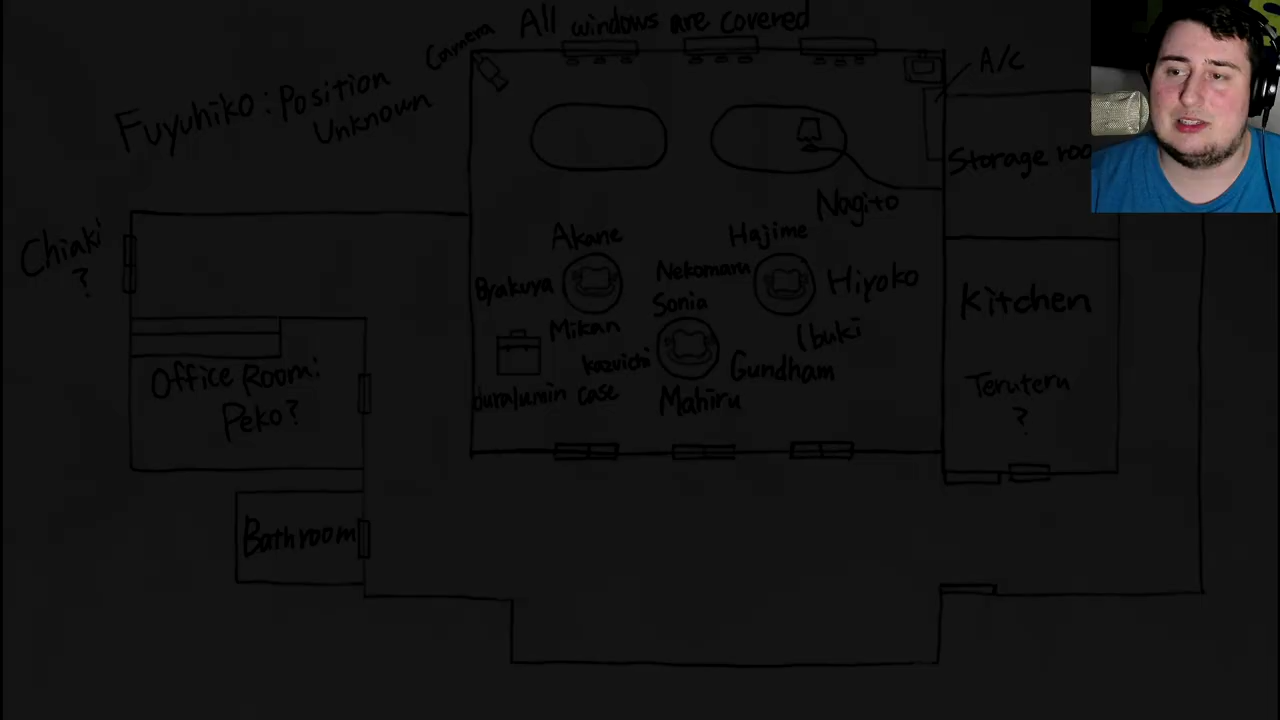 All windows are covered
Camera
A/C
Fuyuhiko: Position
Unknown
Storage roo
Nagito
Chiaki
?
Akane
Hajime
Byakuya
Nekomaru
Hiyoko
Sonia
Kitchen
Mikan
Ibuki
Kazuichi
Gundham
Office Room:
Peko?
duralumin case
Mahiru
Teruteru
?
Bathroom